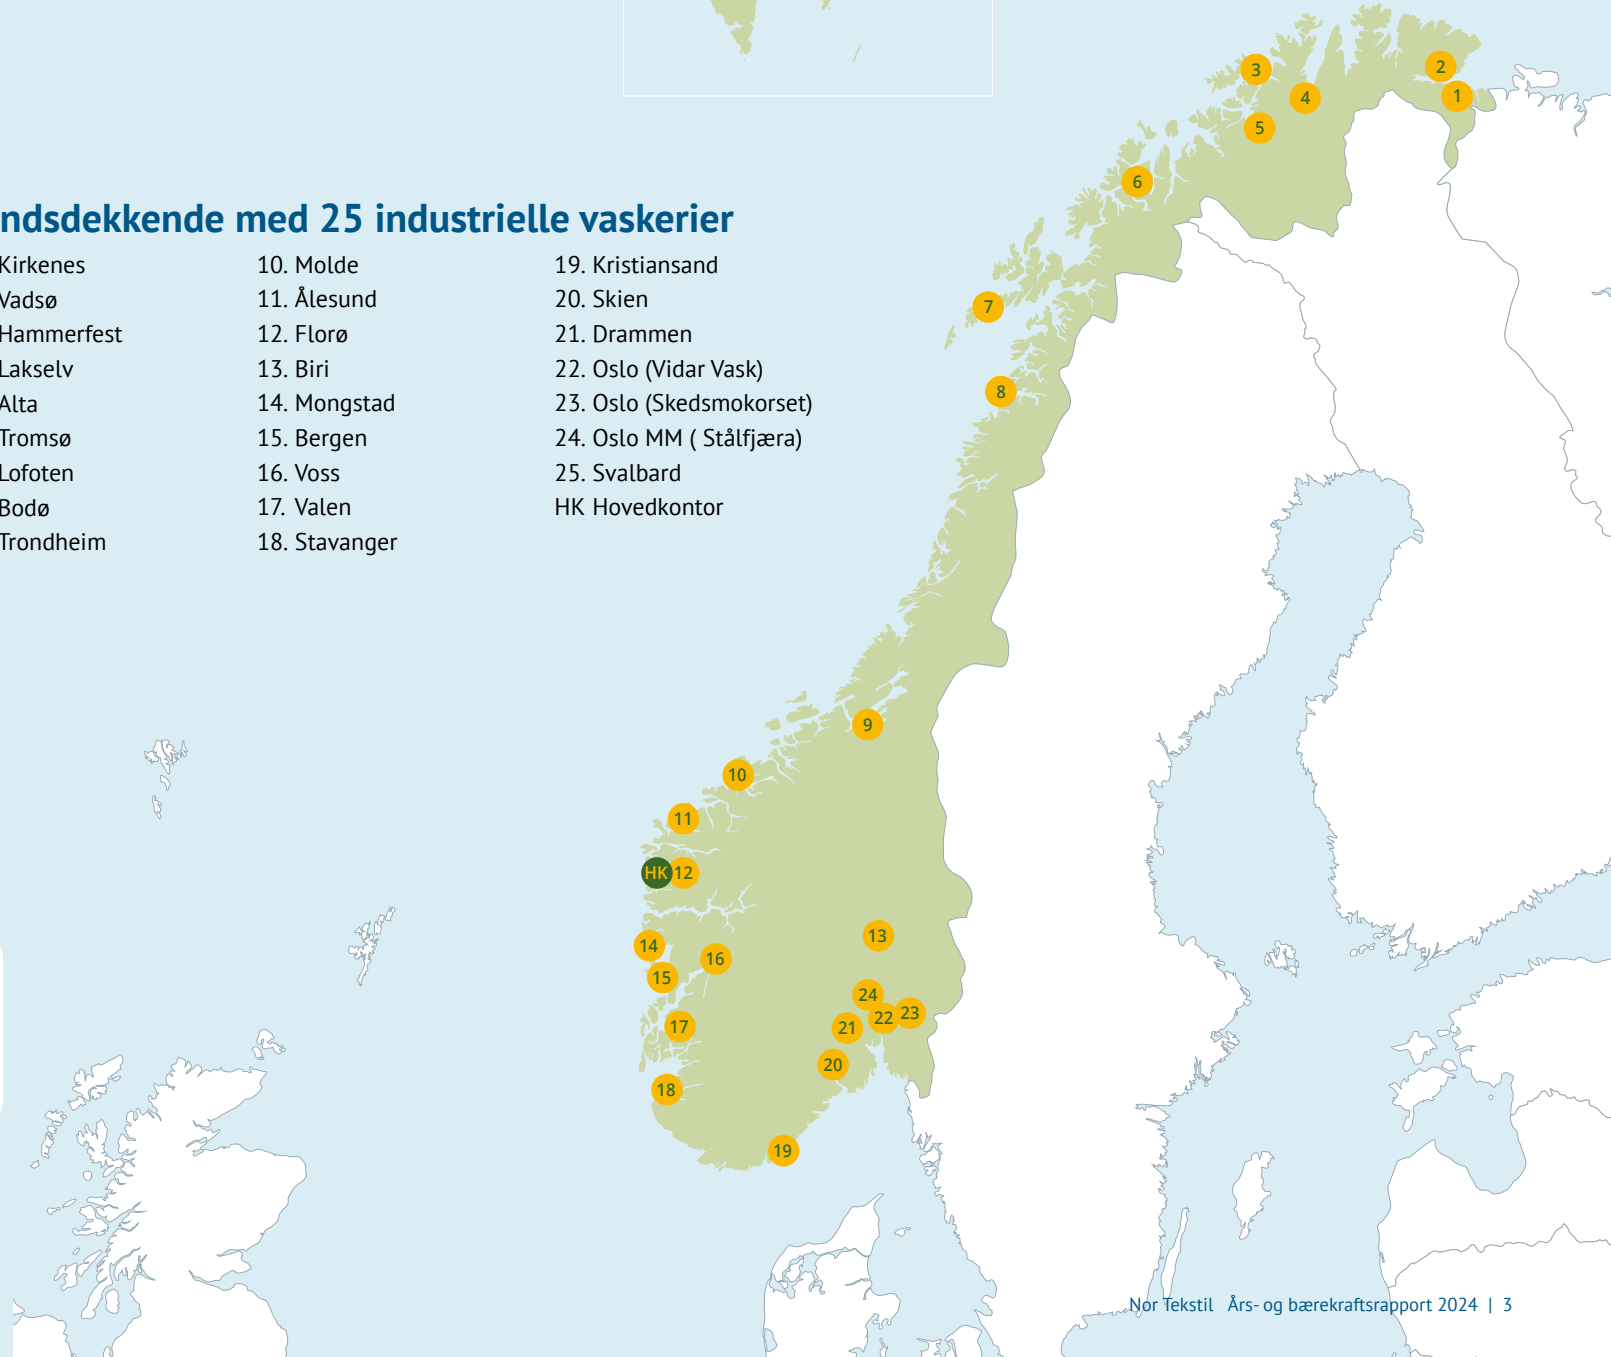 ndsdekkende med 25 industrielle vaskerier
Kirkenes
Vadsø
Hammerfest
Lakselv
Alta
Tromsø
Lofoten
Bodø
Trondheim
10. Molde
11. Ålesund
12. Florø
13. Biri
14. Mongstad
15. Bergen
16. Voss
17. Valen
18. Stavanger
19. Kristiansand
20. Skien
21. Drammen
22. Oslo (Vidar Vask)
23. Oslo (Skedsmokorset)
24. Oslo MM ( Stålfjæra)
25. Svalbard
HK Hovedkontor
3
2
4
1
5
6
7
8
9
10
11
HK 12
13
14
16
15
24
23
22
21
17
20
18
19
Nor Tekstil Års- og bærekraftsrapport 2024 | 3